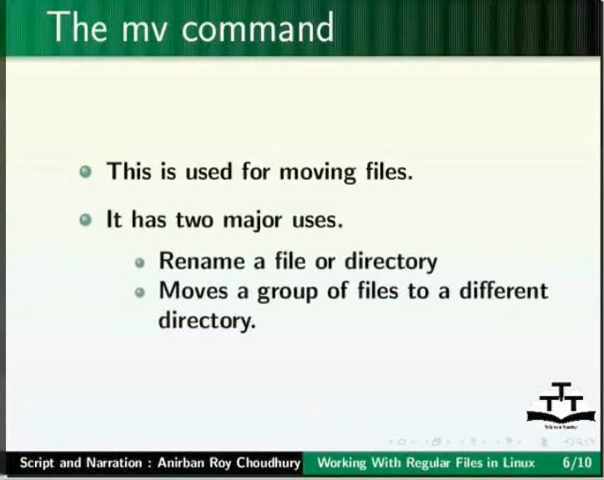 The mv command
This is used for moving files.
It has two major uses.
Rename a file or directory
Moves a group of files to a different
directory.
TTT
Script and Narration : Anirban Roy Choudhury Working With Regular Files in Linux 6/10